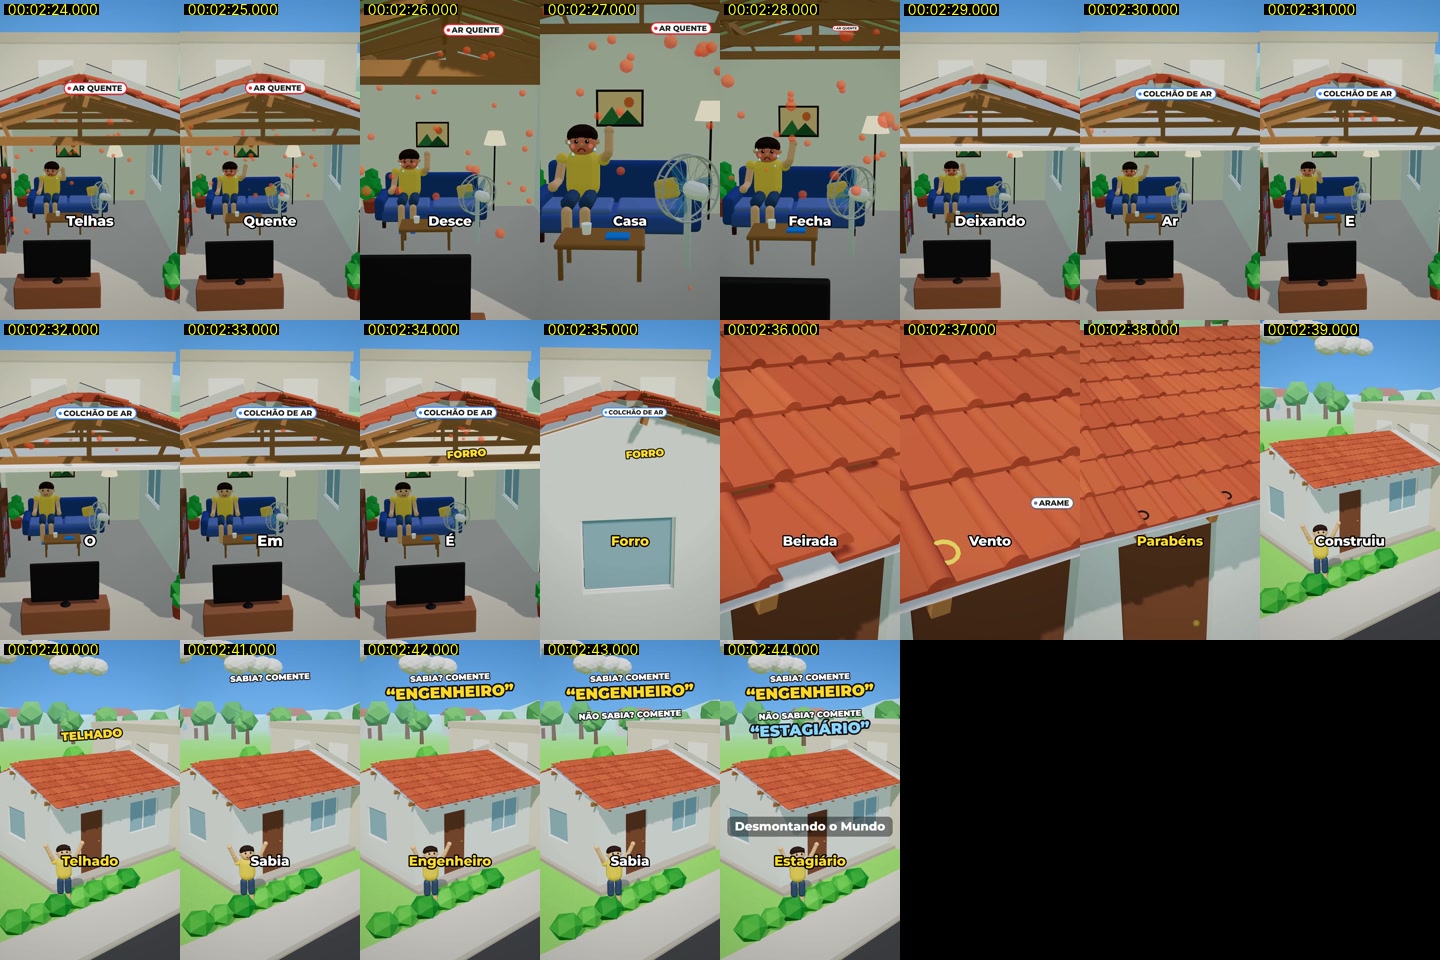 00:02:24.000
AR QUENTE
Telhas
00:02:25.000
AR QUENTE
Quente
00:02:26.000
AR QUENTE
Desce
00:02:27.000
AR QUENTE
Casa
00:02:28.000
AR QUENTE
Fecha
00:02:29.000
Deixando
00:02:30.000
COLCHÃO DE AR
Ar
00:02:31.000
COLCHÃO DE AR
E
00:02:32.000
COLCHÃO DE AR
O
00:02:33.000
COLCHÃO DE AR
Em
00:02:34.000
COLCHÃO DE AR
FORRO
É
00:02:35.000
COLCHÃO DE AR
FORRO
Forro
00:02:36.000
Beirada
00:02:37.000
ARAME
Vento
00:02:38.000
Parabéns
00:02:39.000
Construiu
00:02:40.000
TELHADO
Telhado
00:02:41.000
SABIA? COMENTE
Sabia
00:02:42.000
SABIA? COMENTE
“ENGENHEIRO”
Engenheiro
00:02:43.000
SABIA? COMENTE
“ENGENHEIRO”
NÃO SABIA? COMENTE
Sabia
00:02:44.000
SABIA? COMENTE
“ENGENHEIRO”
NÃO SABIA? COMENTE
“ESTAGIÁRIO”
Desmontando o Mundo
Estagiário